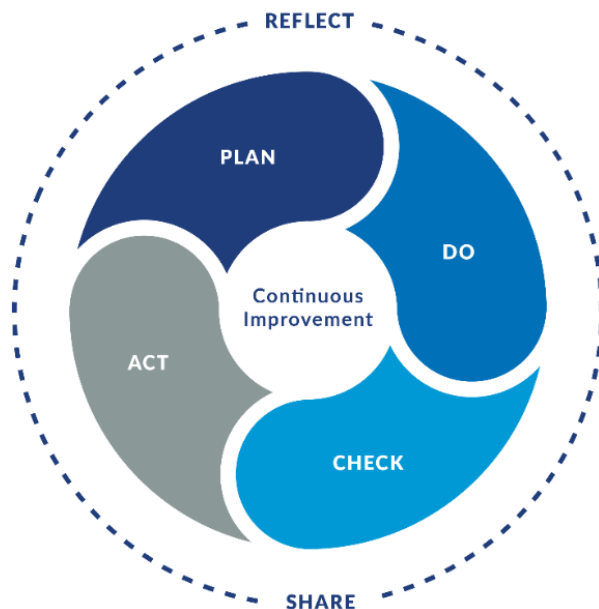 REFLECT
PLAN
DO
Continuous
Improvement
ACT
CHECK
SHARE